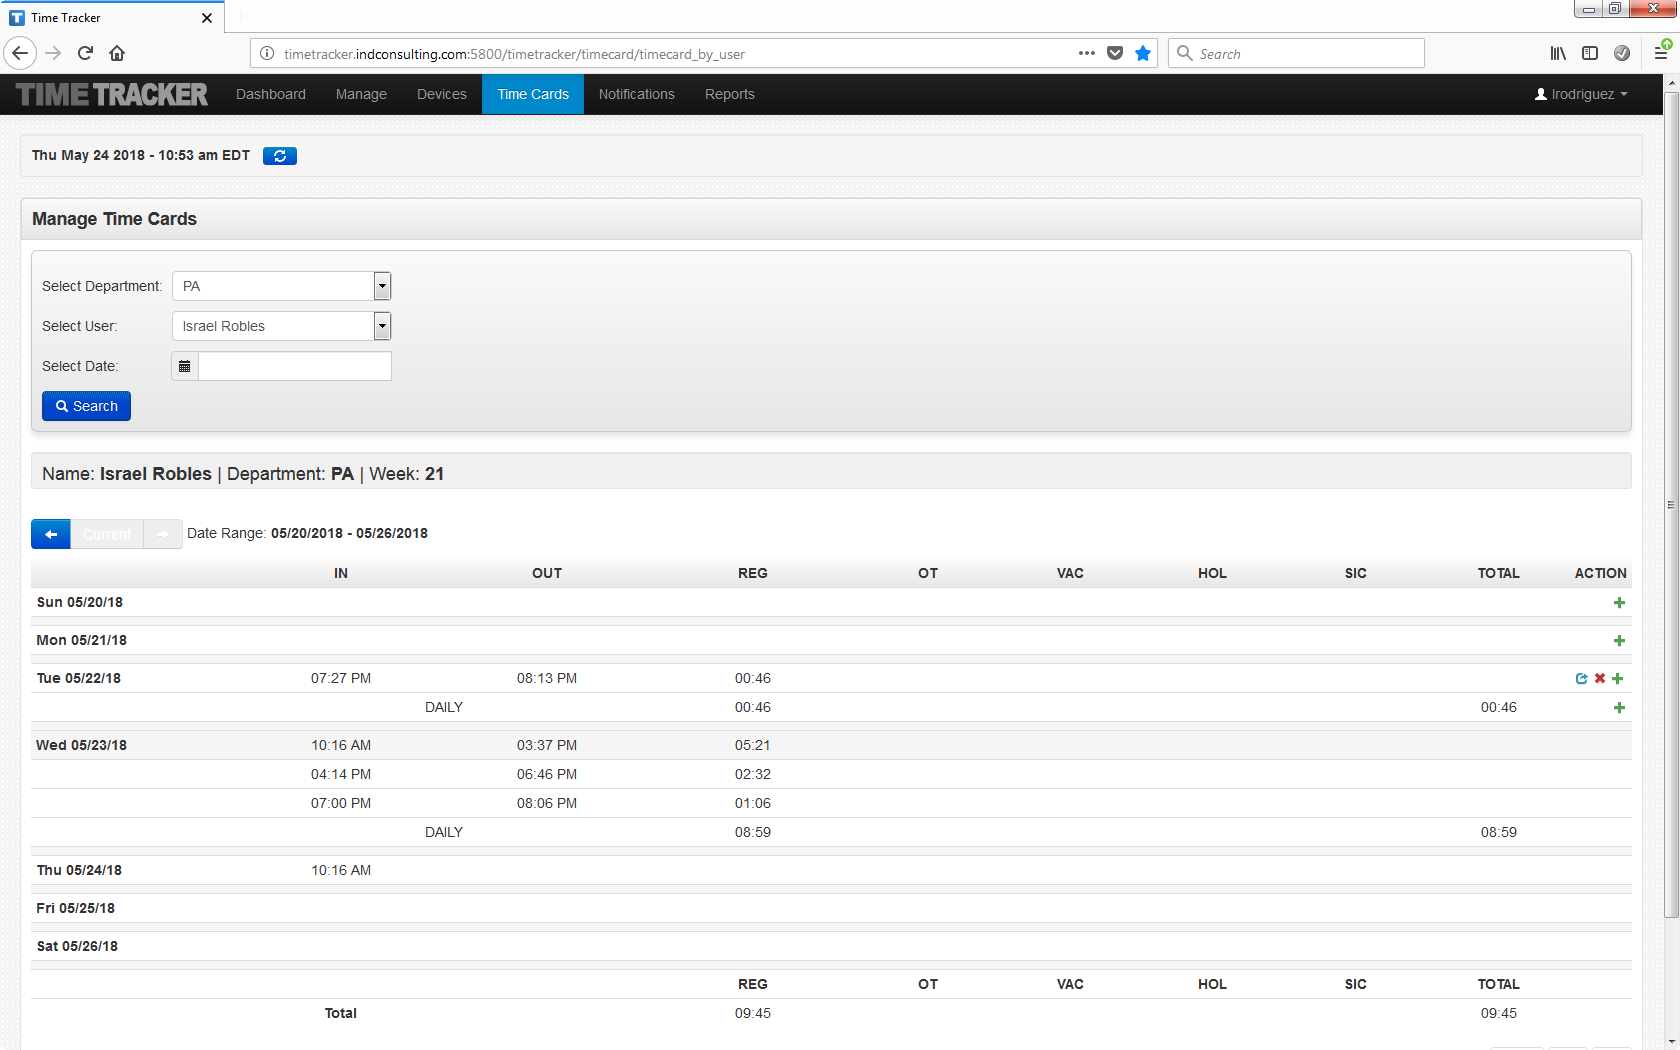 Time Tracker
timetracker.indconsulting.com:5800/timetracker/timecard/timecard_by_user
Search
TIMETRACKER Dashboard Manage Devices Time Cards Notifications Reports lrodriguez
Thu May 24 2018 - 10:53 am EDT
Manage Time Cards
Select Department: PA
Select User: Israel Robles
Select Date:
Search
Name: Israel Robles | Department: PA | Week: 21
Current Date Range: 05/20/2018 - 05/26/2018
IN OUT REG OT VAC HOL SIC TOTAL ACTION
Sun 05/20/18
Mon 05/21/18
Tue 05/22/18 07:27 PM 08:13 PM 00:46
DAILY 00:46 00:46
Wed 05/23/18 10:16 AM 03:37 PM 05:21
04:14 PM 06:46 PM 02:32
07:00 PM 08:06 PM 01:06
DAILY 08:59 08:59
Thu 05/24/18 10:16 AM
Fri 05/25/18
Sat 05/26/18
REG OT VAC HOL SIC TOTAL
Total 09:45 09:45